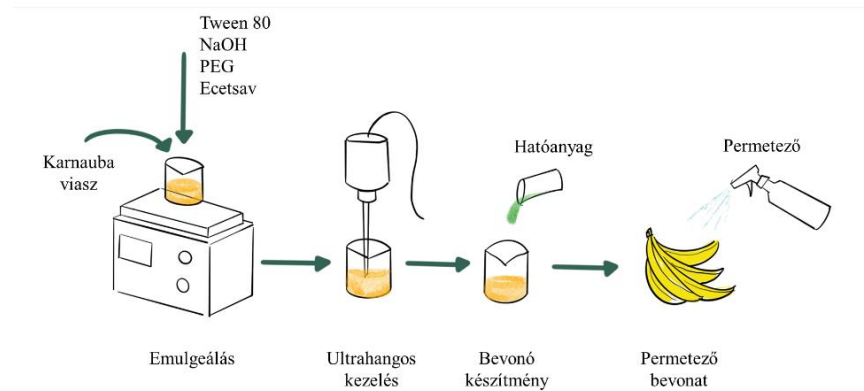 Tween 80
NaOH
PEG
Ecetsav
Karnauba
viasz
Hatóanyag
Permetező
Emulgeálás
Ultrahangos
kezelés
Bevonó
készítmény
Permetező
bevonat